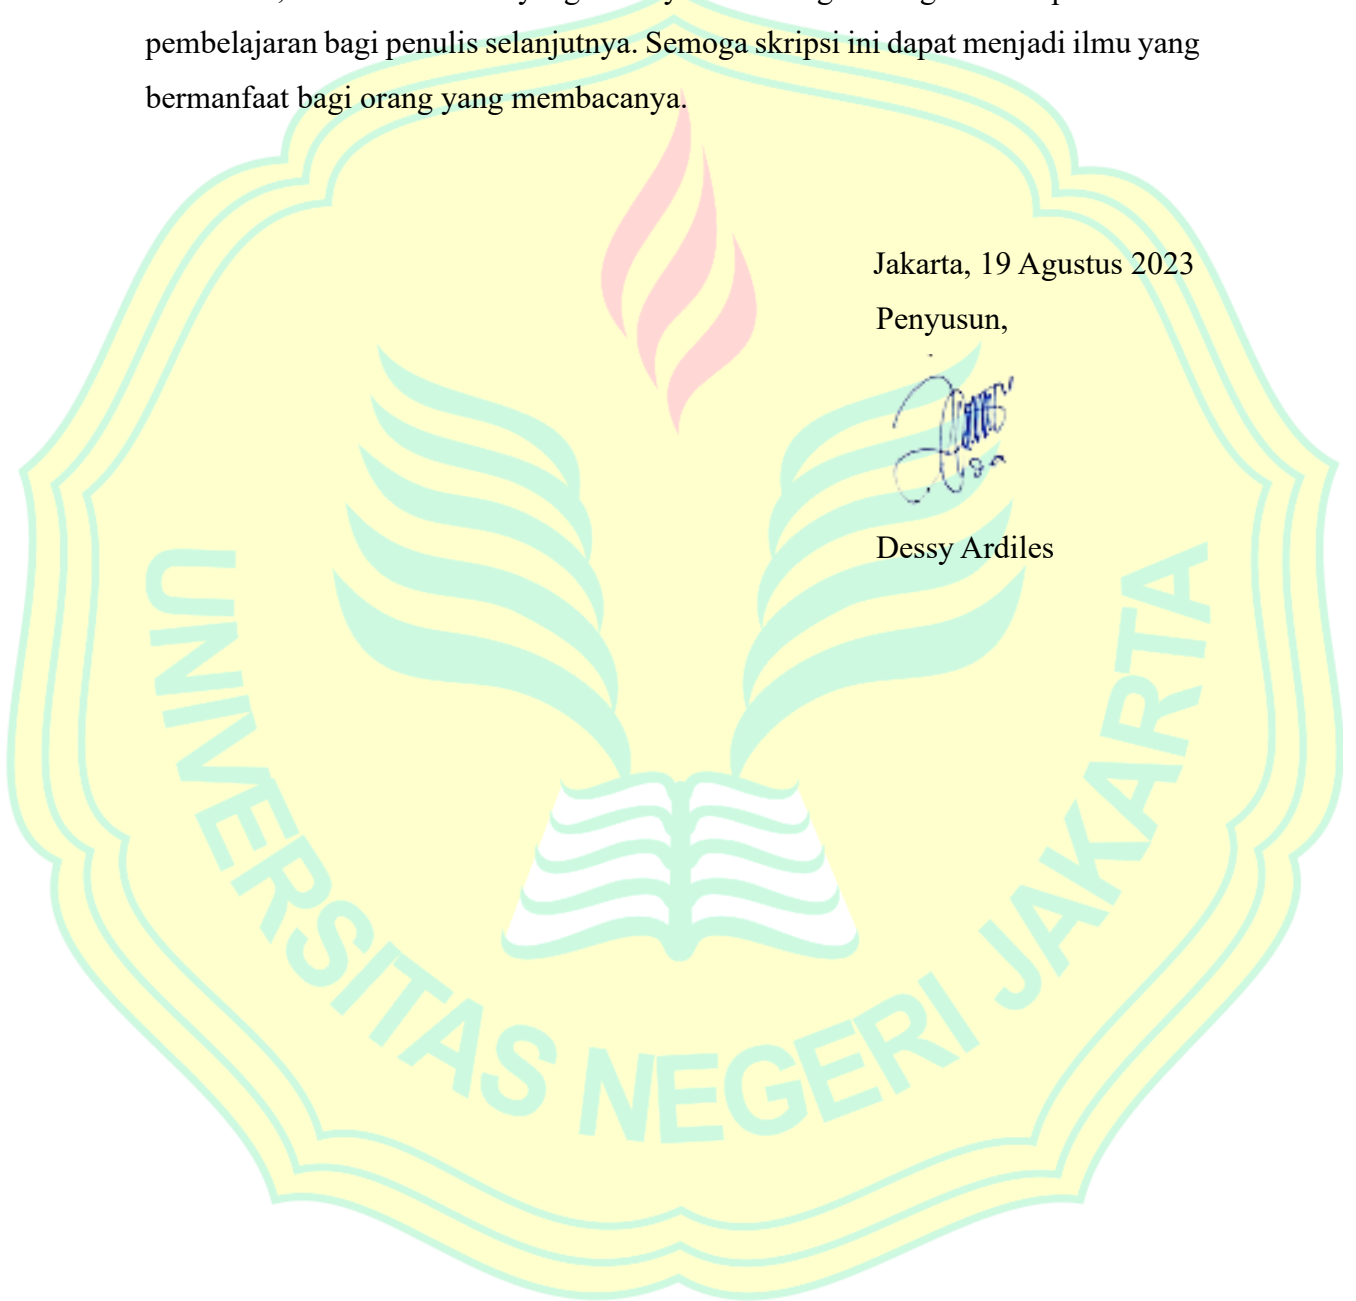 pembelajaran bagi penulis selanjutnya. Semoga skripsi ini dapat menjadi ilmu yang
bermanfaat bagi orang yang membacanya.
Jakarta, 19 Agustus 2023
Penyusun,
Dessy Ardiles
UNIVERSITAS NEGERI JAKARTA